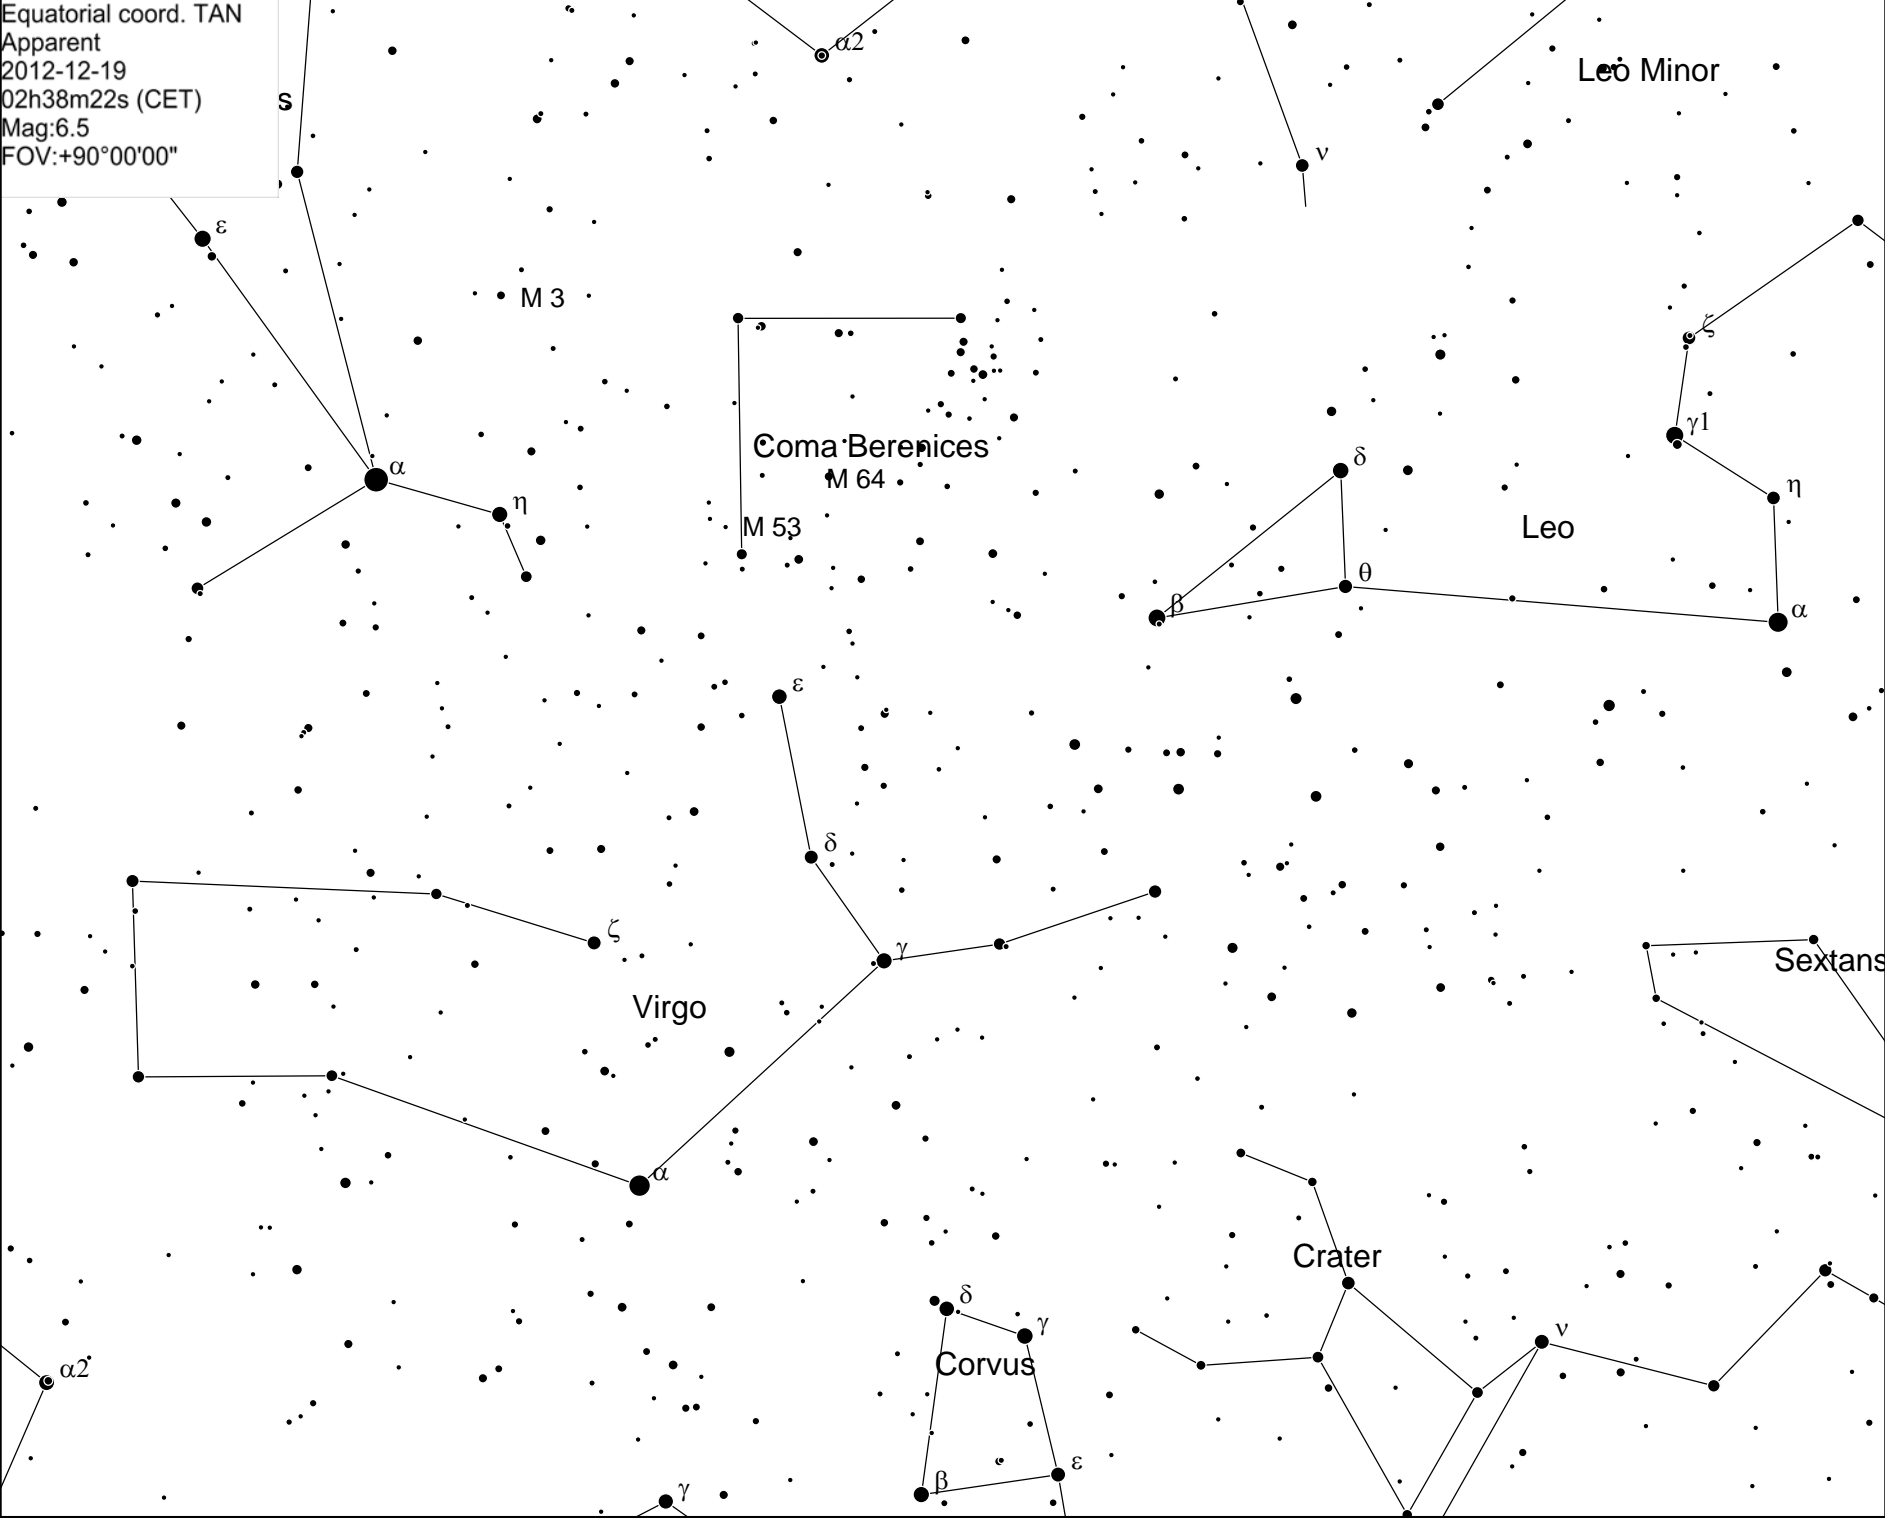 Equatorial coord. TAN
Apparent
2012-12-19
02h38m22s (CET)
Mag:6.5
FOV:+90°00'00"
s
α2
Leo Minor
ν
ε
M 3
ζ
γ1
Coma Berenices
α
δ
M 64
η
η
M 53
Leo
θ
β
α
ε
δ
ζ
γ
Sextans
Virgo
α
Crater
δ
γ
ν
Corvus
α2
ε
β
γ